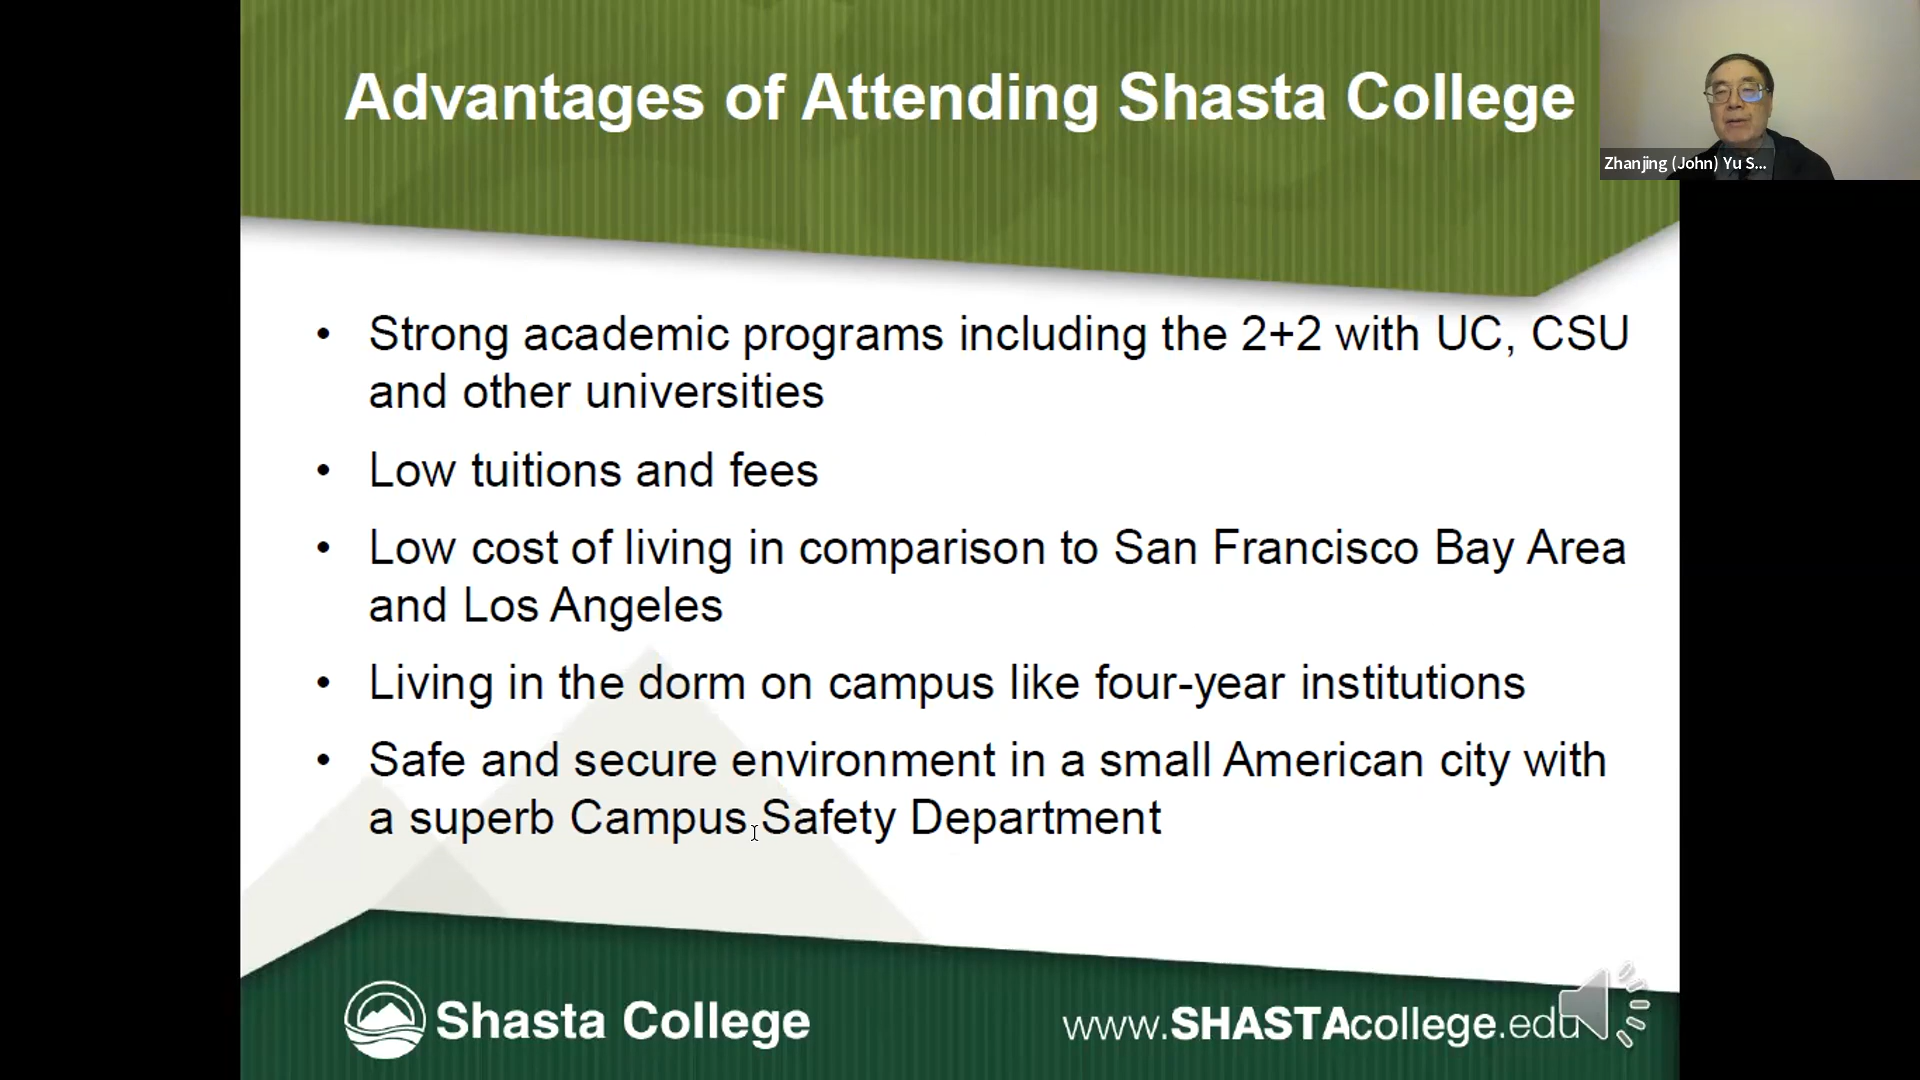 Advantages of Attending Shasta College
Zhanjing (John) Yu S...
• Strong academic programs including the 2+2 with UC, CSU
and other universities
• Low tuitions and fees
• Low cost of living in comparison to San Francisco Bay Area
and Los Angeles
• Living in the dorm on campus like four-year institutions
• Safe and secure environment in a small American city with
a superb Campus Safety Department
Shasta College
www.SHASTAcollege.edu